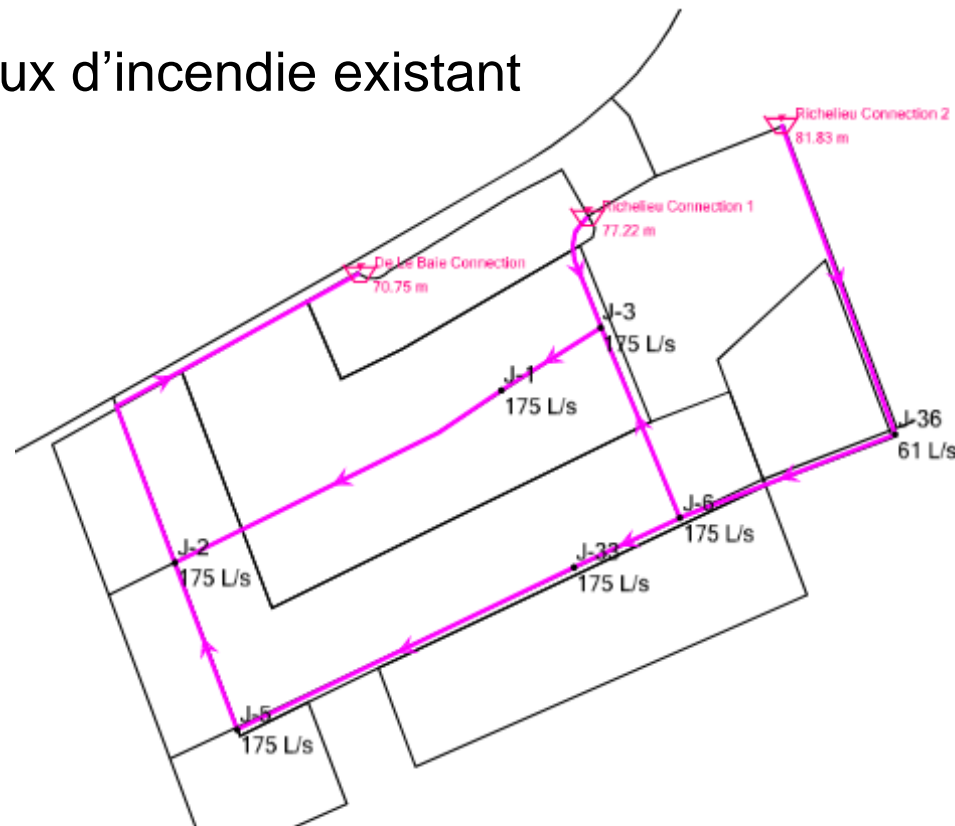 ux d'incendie existant
Richelieu Connection 2
81.83 m
Richelieu Connection 1
77.22 m
De Le Baie Connection
70.75 m
J-3
175 L/s
J-1
175 L/s
J-36
61 L/s
J-6
175 L/s
J-33
175 L/s
J-2
175 L/s
J-5
175 L/s